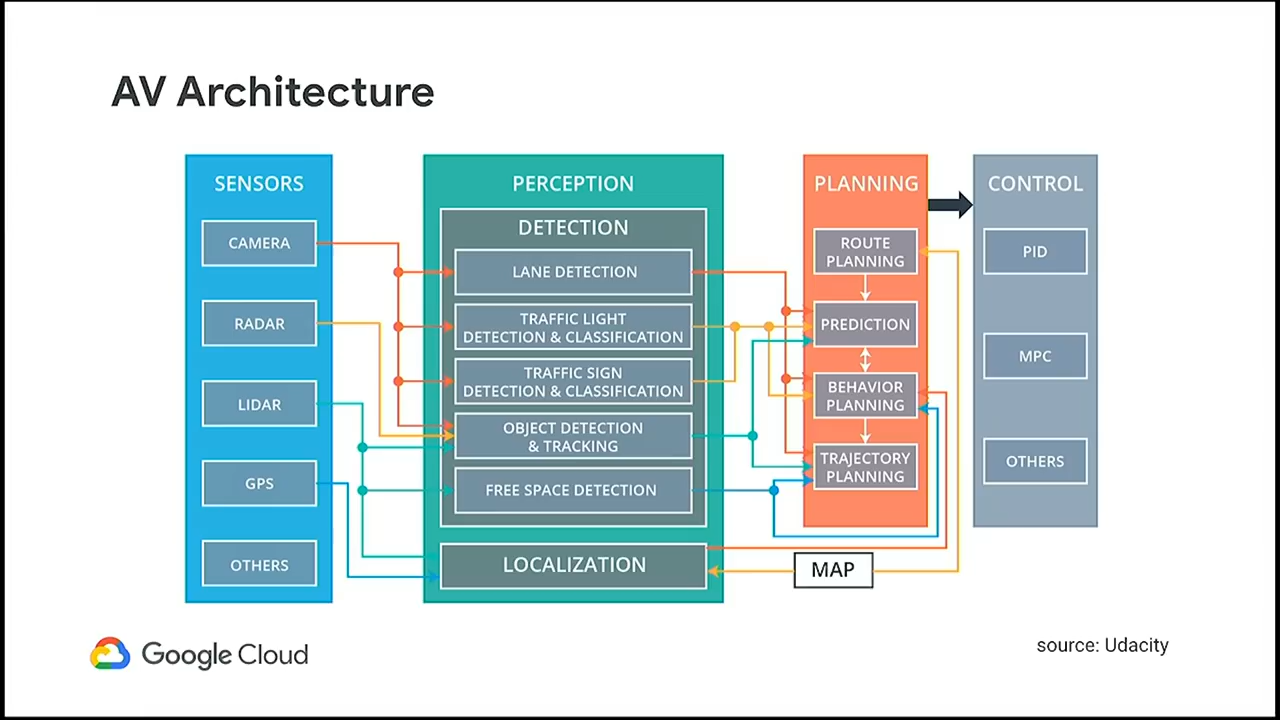 AV Architecture
SENSORS
CAMERA
RADAR
LIDAR
GPS
OTHERS
PERCEPTION
DETECTION
LANE DETECTION
TRAFFIC LIGHT
DETECTION & CLASSIFICATION
TRAFFIC SIGN
DETECTION & CLASSIFICATION
OBJECT DETECTION
& TRACKING
FREE SPACE DETECTION
LOCALIZATION
PLANNING
ROUTE
PLANNING
PREDICTION
BEHAVIOR
PLANNING
TRAJECTORY
PLANNING
MAP
CONTROL
PID
MPC
OTHERS
Google Cloud
source: Udacity